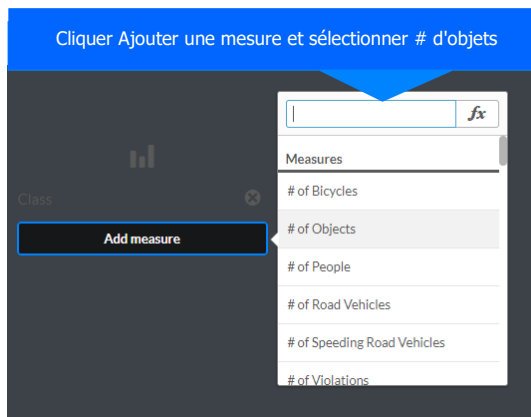 Cliquer Ajouter une mesure et sélectionner # d'objets
fx
Measures
Class
# of Bicycles
Add measure
# of Objects
# of People
# of Road Vehicles
# of Speeding Road Vehicles
# of Violations